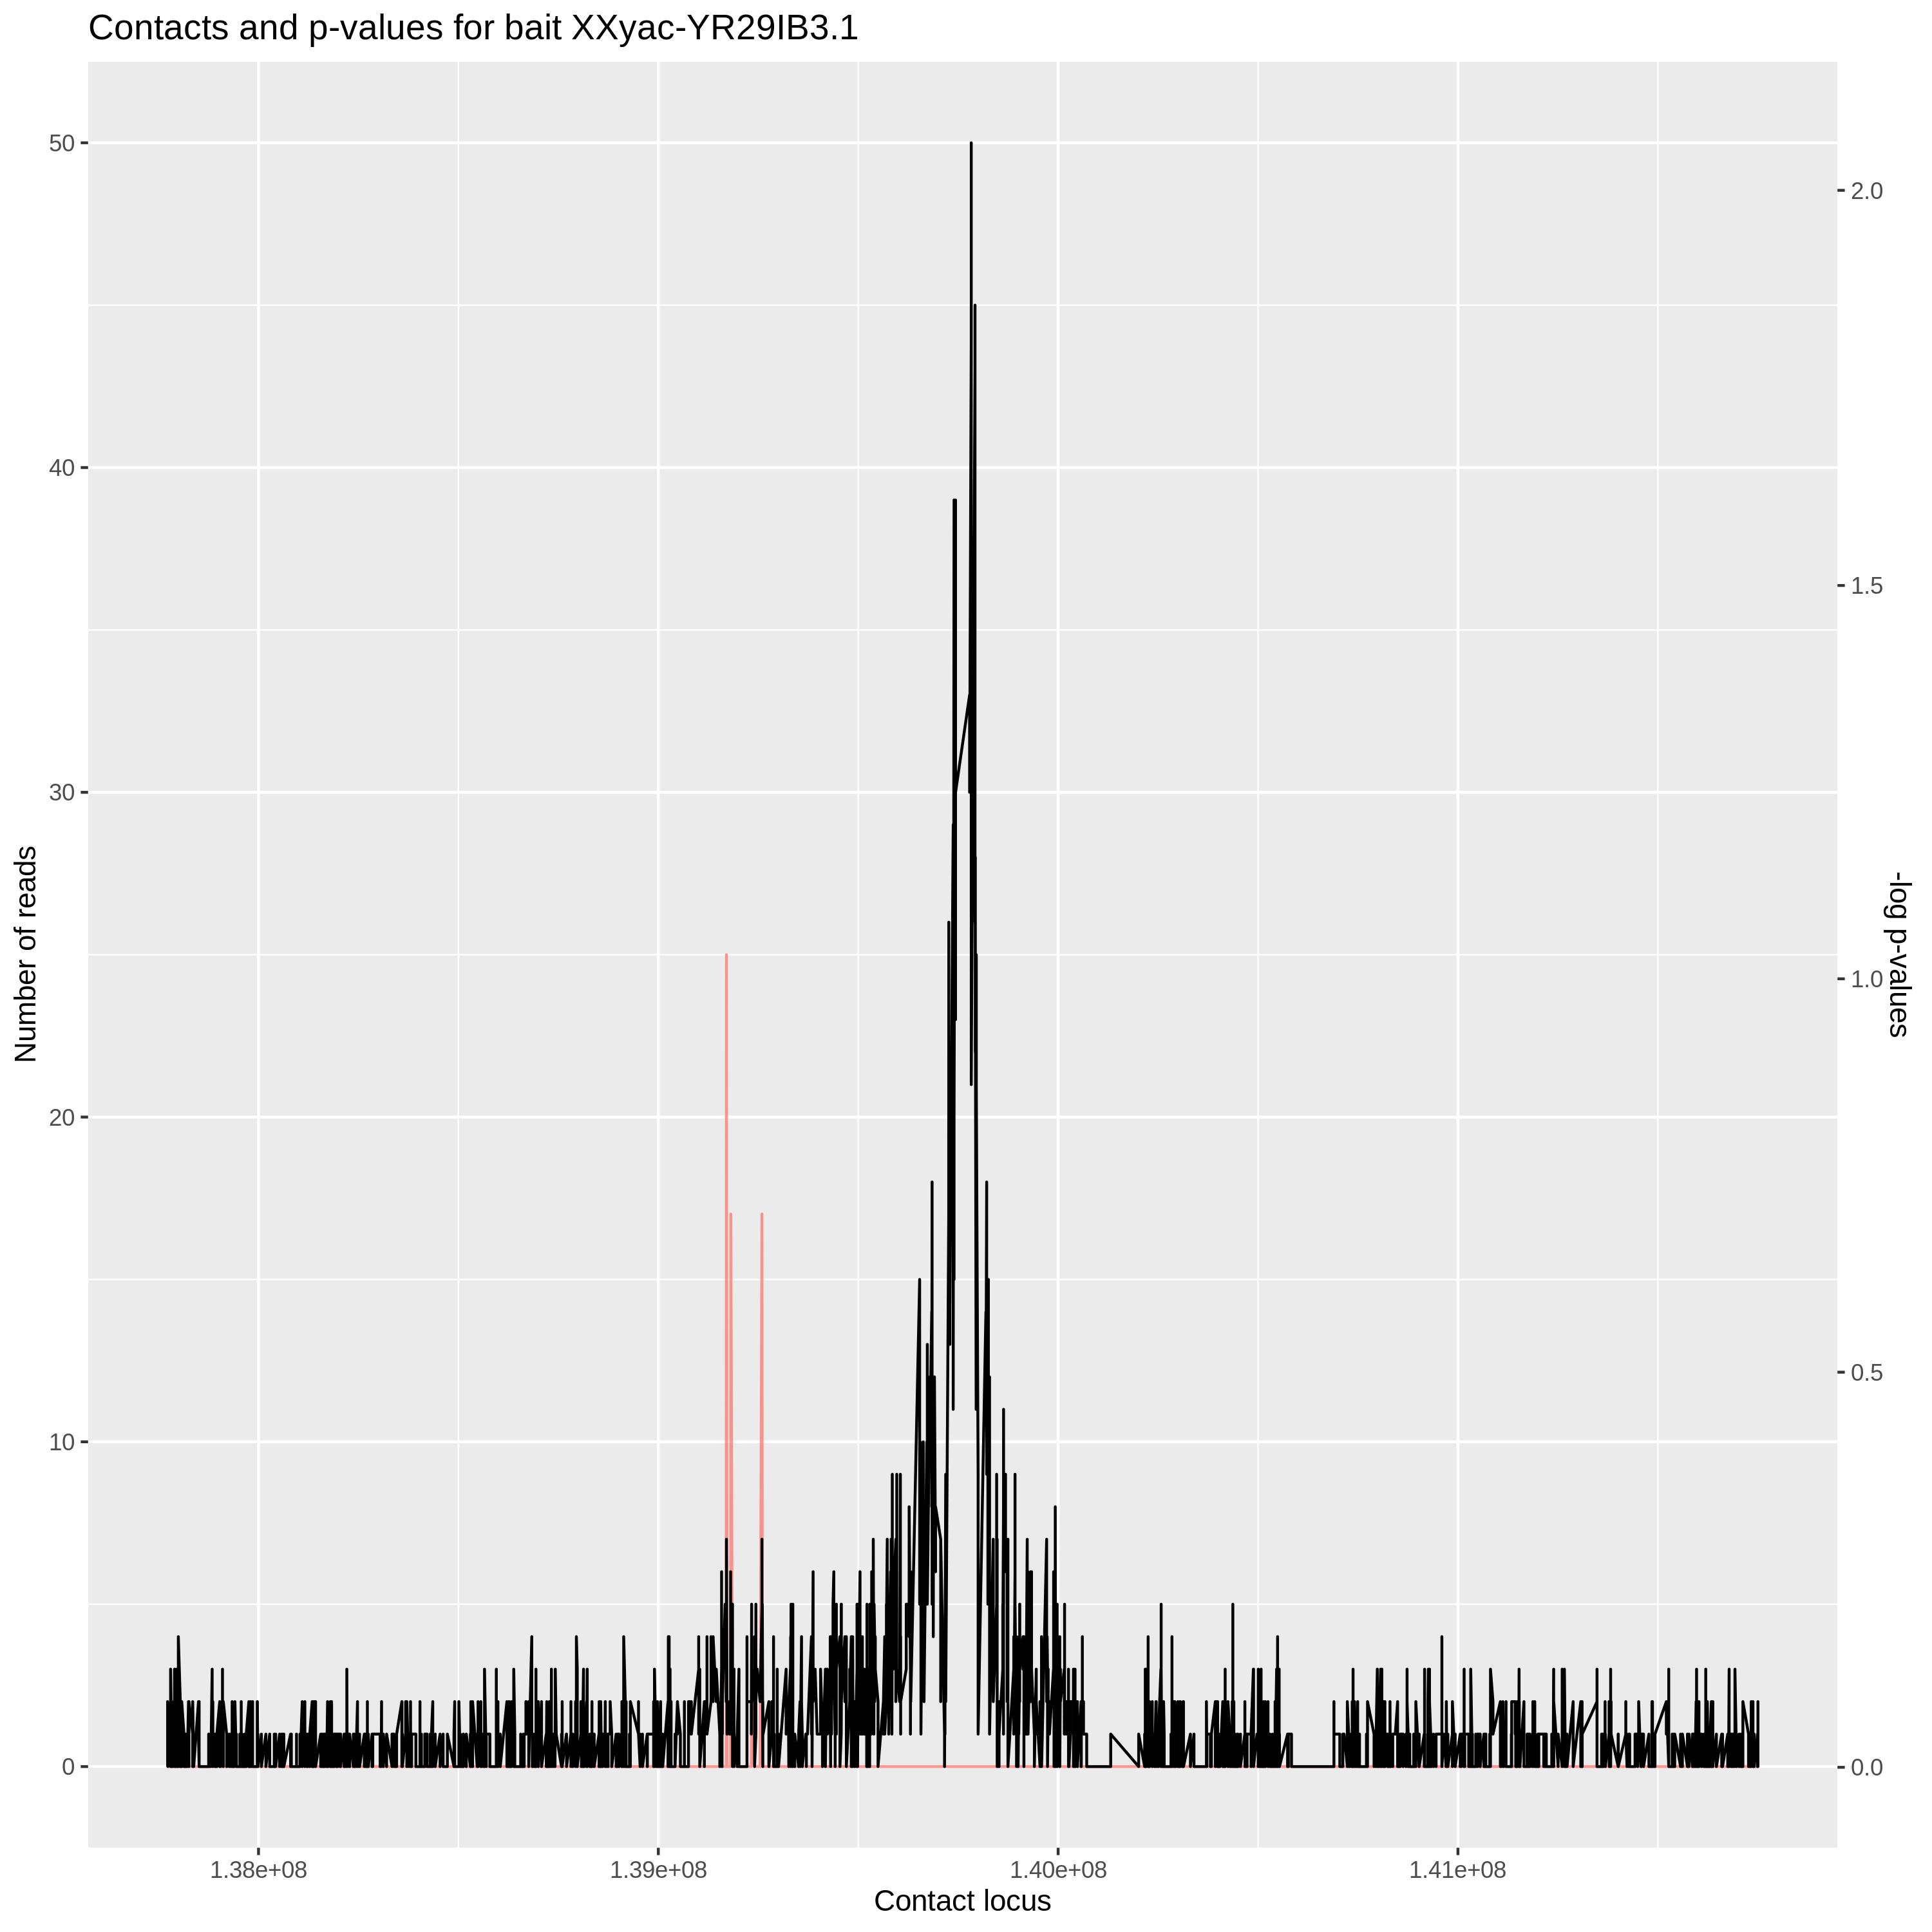 Contacts and p-values for bait XXyac-YR29IB3.1
50
40
30
20
10
0
Number of reads
2.0
1.5
1.0
0.5
0.0
-log p-values
1.38e+08
1.39e+08
1.40e+08
1.41e+08
Contact locus